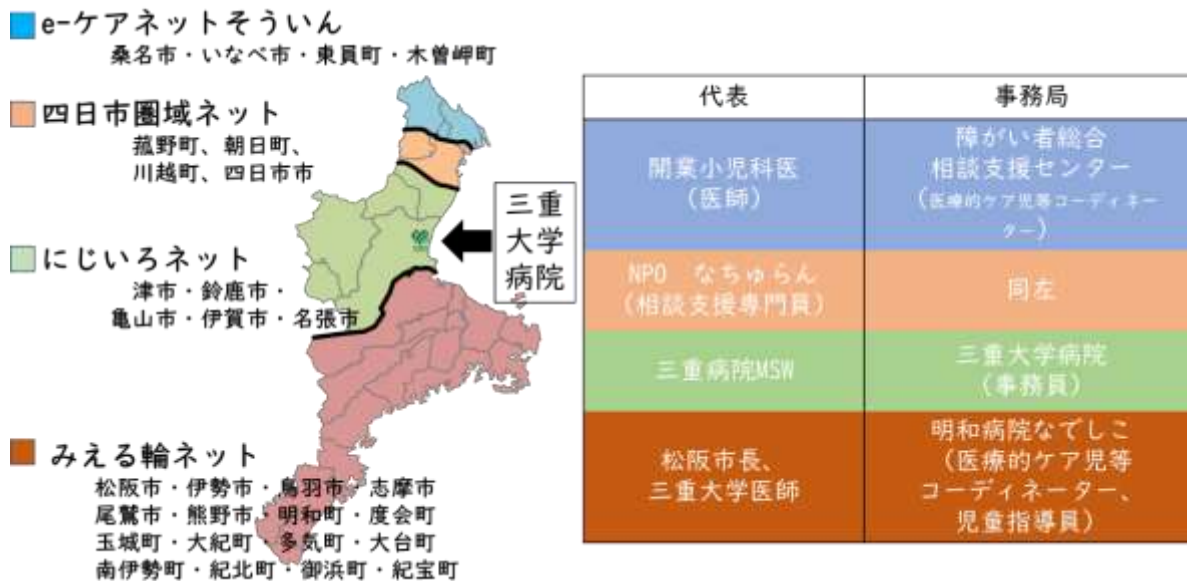 e-ケアネットそういん
桑名市・いなべ市・東員町・木曽岬町
四日市圏域ネット
菰野町、朝日町、
川越町、四日市市
にじいろネット
津市・鈴鹿市・
亀山市・伊賀市・名張市
みえる輪ネット
松阪市・伊勢市・鳥羽市・志摩市
尾鷲市・熊野市・明和町・度会町
玉城町・大紀町・多気町・大台町
南伊勢町・紀北町・御浜町・紀宝町
三重
大学
病院
代表
事務局
開業小児科医
(医師)
障がい者総合
相談支援センター
(医療的ケア児等コーディネー
ター)
NPO なちゅらん
(相談支援専門員)
同左
三重病院MSW
三重大学病院
(事務員)
松阪市長、
三重大学医師
明和病院なでしこ
(医療的ケア児等
コーディネーター、
児童指導員)